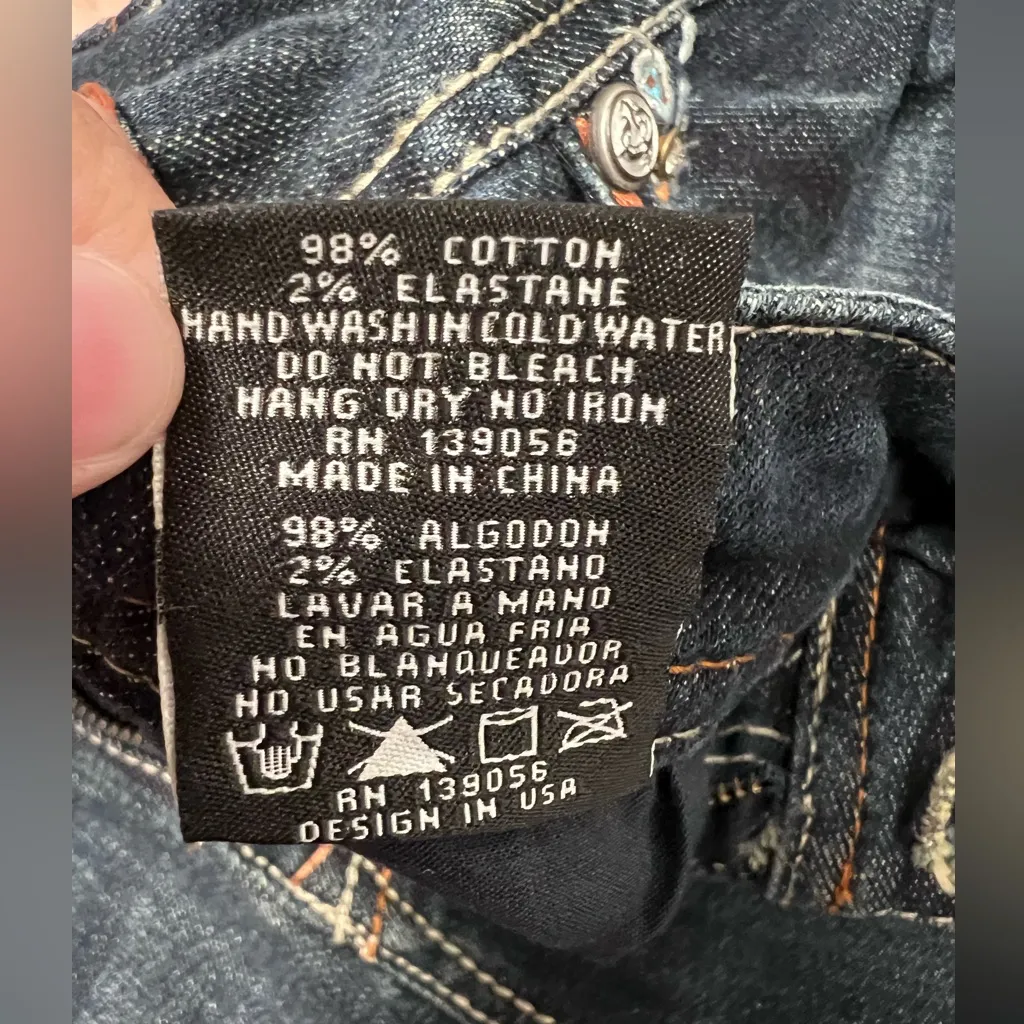 98% COTTON
2% ELASTANE
HAND WASH IN COLD WATER
DO NOT BLEACH
HANG DRY NO IRON
RN 139056
MADE IN CHINA
98% ALGODON
2% ELASTANO
LAVAR A MANO
EN AGUA FRIA
NO BLANQUEADOR
NO USAR SECADORA
RN 139056
DESIGN IN USA